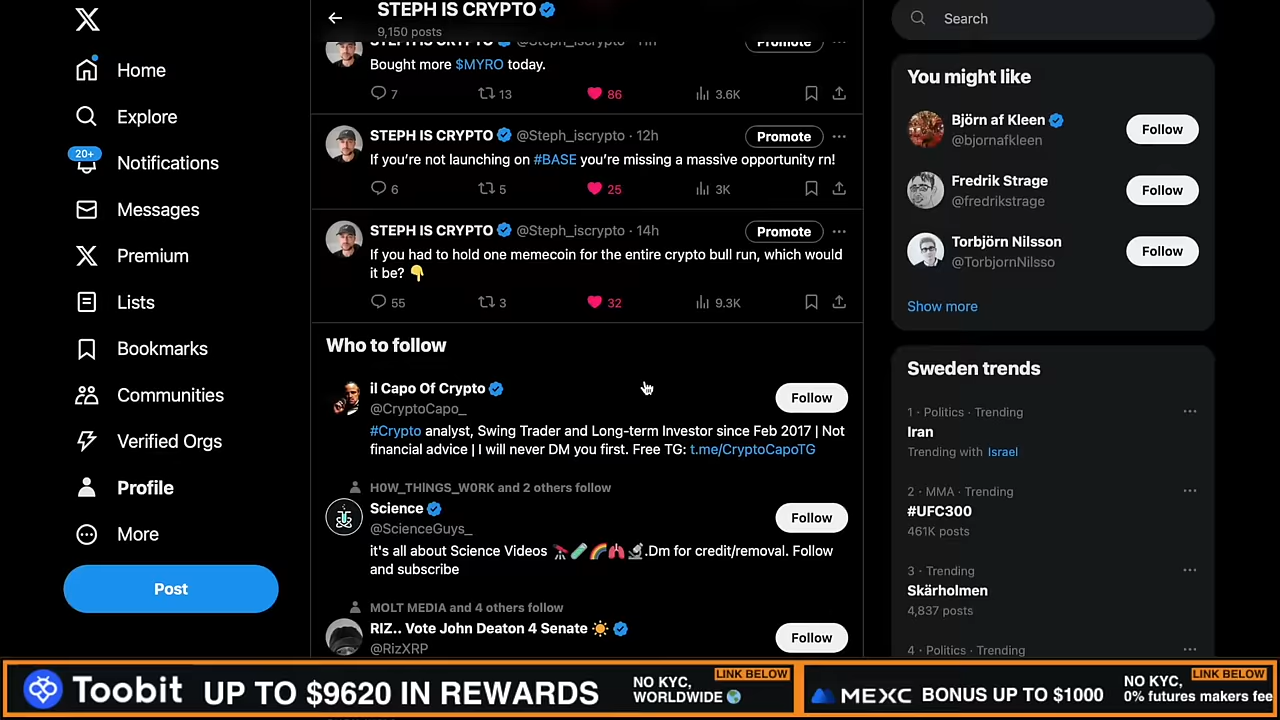 Home
Explore
20+
Notifications
Messages
Premium
Lists
Bookmarks
Communities
Verified Orgs
Profile
More
Post
STEPH IS CRYPTO
9,150 posts
STEPH IS CRYPTO @Steph_iscrypto · 11h
Promote
Bought more $MYRO today.
7 13 86 3.6K
STEPH IS CRYPTO @Steph_iscrypto · 12h
Promote
If you’re not launching on #BASE you’re missing a massive opportunity rn!
6 5 25 3K
STEPH IS CRYPTO @Steph_iscrypto · 14h
Promote
If you had to hold one memecoin for the entire crypto bull run, which would
it be? 👇
55 3 32 9.3K
Who to follow
il Capo Of Crypto
@CryptoCapo_
Follow
#Crypto analyst, Swing Trader and Long-term Investor since Feb 2017 | Not
financial advice | I will never DM you first. Free TG: t.me/CryptoCapoTG
H0W_TH1NGS_W0RK and 2 others follow
Science
@ScienceGuys_
Follow
it's all about Science Videos 🔭🧪🌈🫁🔬.Dm for credit/removal. Follow
and subscribe
MOLT MEDIA and 4 others follow
RIZ.. Vote John Deaton 4 Senate ☀️
@RizXRP
Follow
Search
You might like
Björn af Kleen
@bjornafkleen
Follow
Fredrik Strage
@fredrikstrage
Follow
Torbjörn Nilsson
@TorbjornNilsso
Follow
Show more
Sweden trends
1 · Politics · Trending
Iran
Trending with Israel
2 · MMA · Trending
#UFC300
461K posts
3 · Trending
Skärholmen
4,837 posts
4 · Politics · Trending
Toobit UP TO $9620 IN REWARDS
NO KYC,
WORLDWIDE 🌎
LINK BELOW
MEXC BONUS UP TO $1000
NO KYC,
0% futures makers fee
LINK BELOW